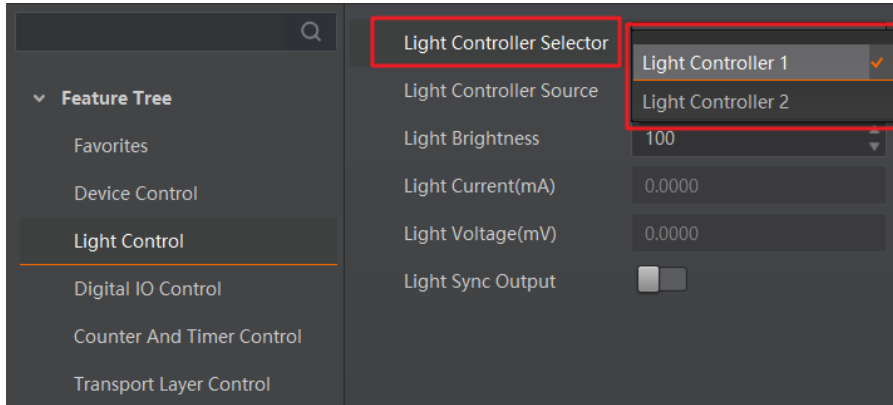 Feature Tree
Favorites
Device Control
Light Control
Digital IO Control
Counter And Timer Control
Transport Layer Control
Light Controller Selector
Light Controller 1
Light Controller 2
Light Controller Source
Light Brightness
100
Light Current(mA)
0.0000
Light Voltage(mV)
0.0000
Light Sync Output